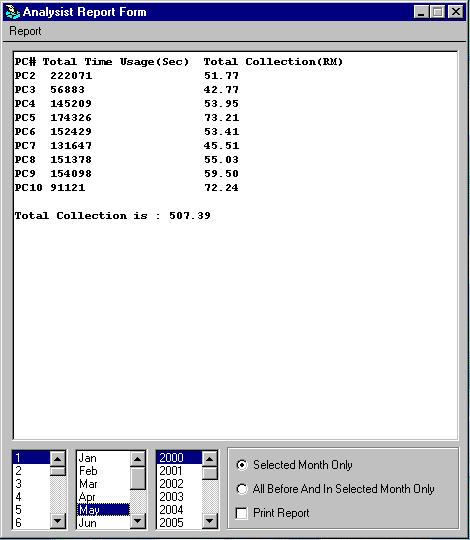 Analysist Report Form
Report
PC# Total Time Usage(Sec) Total Collection(RM)
PC2 222071 51.77
PC3 56883 42.77
PC4 145209 53.95
PC5 174326 73.21
PC6 152429 53.41
PC7 131647 45.51
PC8 151378 55.03
PC9 154098 59.50
PC10 91121 72.24
Total Collection is : 507.39
1
2
3
4
5
6
Jan
Feb
Mar
Apr
May
Jun
2000
2001
2002
2003
2004
2005
Selected Month Only
All Before And In Selected Month Only
Print Report